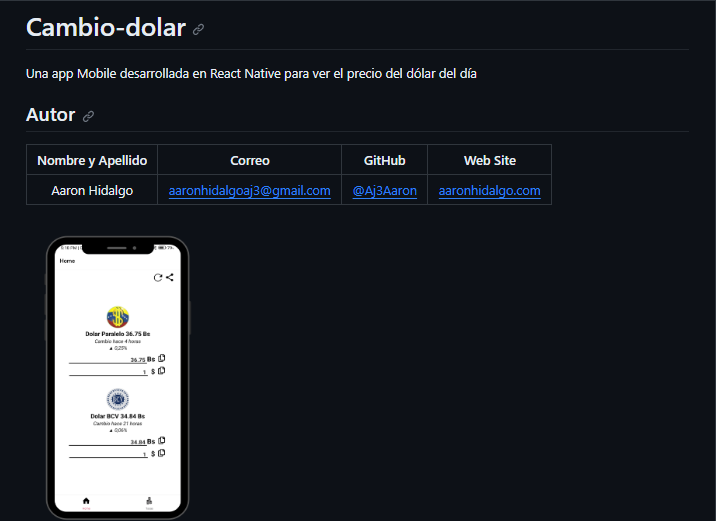 Cambio-dolar
Una app Mobile desarrollada en React Native para ver el precio del dólar del día
Autor
Nombre y Apellido Correo GitHub Web Site
Aaron Hidalgo aaronhidalgoaj3@gmail.com @Aj3Aaron aaronhidalgo.com
Home
Dolar Paralelo 36.75 Bs
Cambio hace 4 horas
▲ 0,25%
36.75 Bs
1 $
Dolar BCV 34.84 Bs
Cambio hace 21 horas
▲ 0,06%
34.84 Bs
1 $